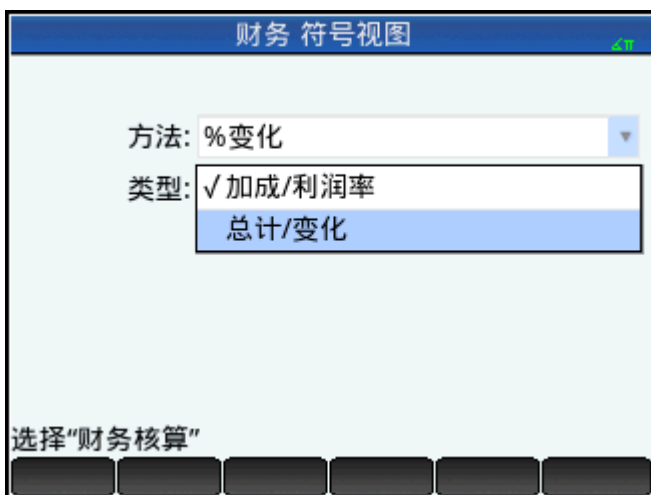 财务 符号视图
∡π
方法: %变化
类型: √加成/利润率
总计/变化
选择“财务核算”